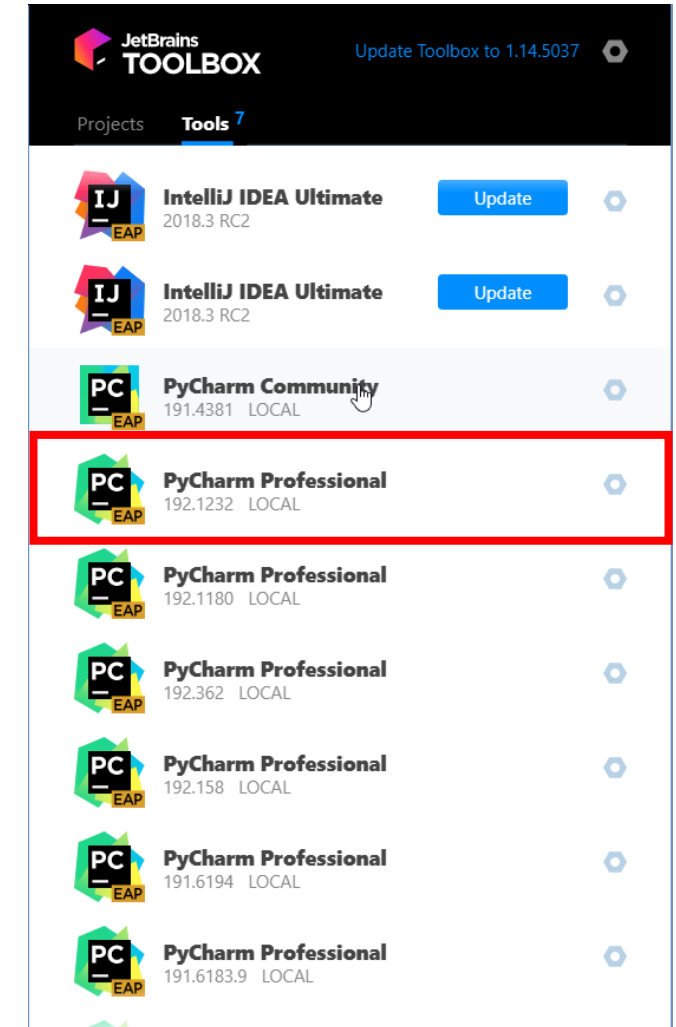 JetBrains
TOOLBOX
Update Toolbox to 1.14.5037
Projects Tools 7
IJ
EAP
IntelliJ IDEA Ultimate
2018.3 RC2
Update
IJ
EAP
IntelliJ IDEA Ultimate
2018.3 RC2
Update
PC
EAP
PyCharm Community
191.4381 LOCAL
PC
EAP
PyCharm Professional
192.1232 LOCAL
PC
EAP
PyCharm Professional
192.1180 LOCAL
PC
EAP
PyCharm Professional
192.362 LOCAL
PC
EAP
PyCharm Professional
192.158 LOCAL
PC
EAP
PyCharm Professional
191.6194 LOCAL
PC
EAP
PyCharm Professional
191.6183.9 LOCAL